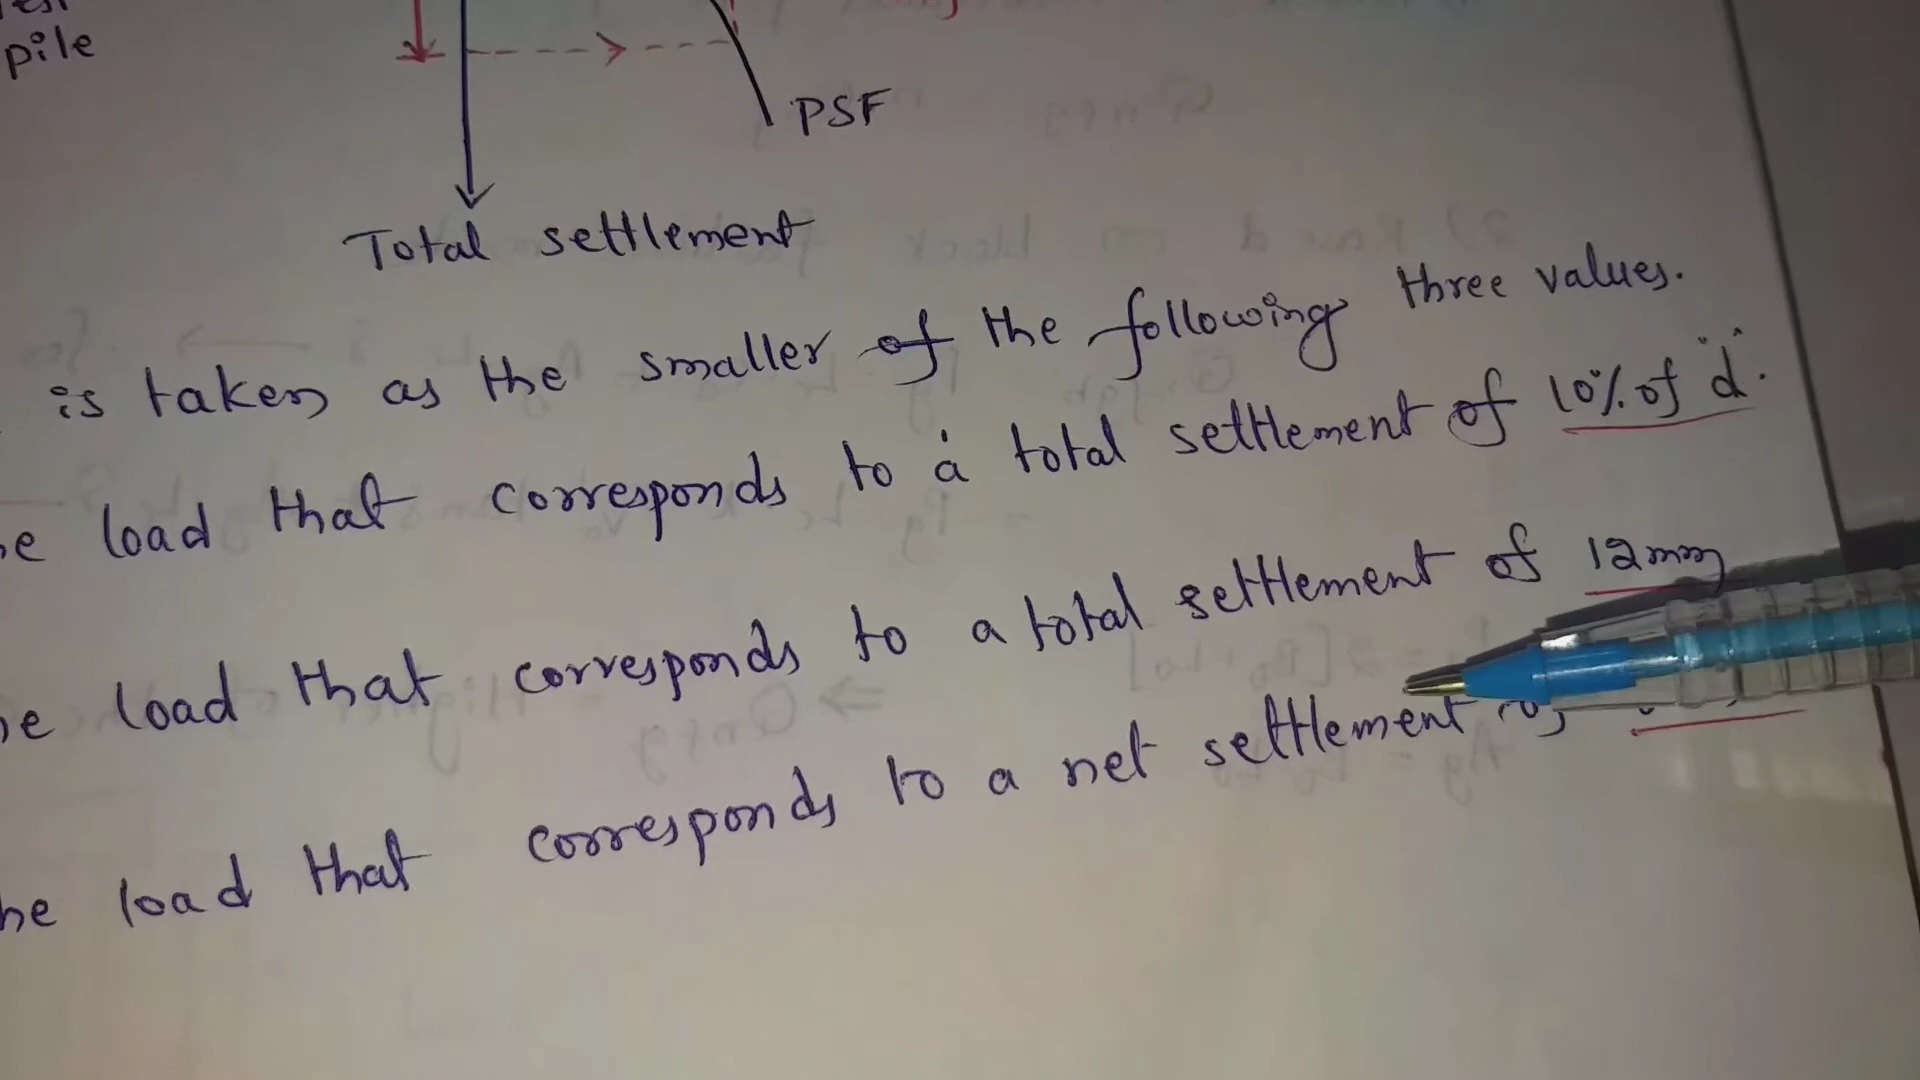 pile
PSF
Total settlement
is taken as the smaller of the following three values.
load that corresponds to a total settlement of 10% of "d".
load that corresponds to a total settlement of 12mm
load that corresponds to a net settlement of